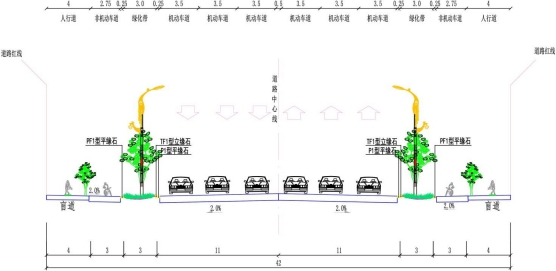 4 2.75 0.25 3.0 0.25 3.5 3.5 3.5 0.5 3.5 3.5 3.5 0.25 3.0 0.25 2.75 4
人行道 非机动车道 绿化带 机动车道 机动车道 机动车道 机动车道 机动车道 机动车道 绿化带 非机动车道 人行道
道路红线 道路红线
道路中心线
PF1型平缘石 TF1型立缘石 TF1型立缘石 PF1型平缘石
P1型平缘石 P1型平缘石
2.0% 2.0% 2.0% 2.0%
盲道 盲道
4 3 3 11 11 3 3 4
42